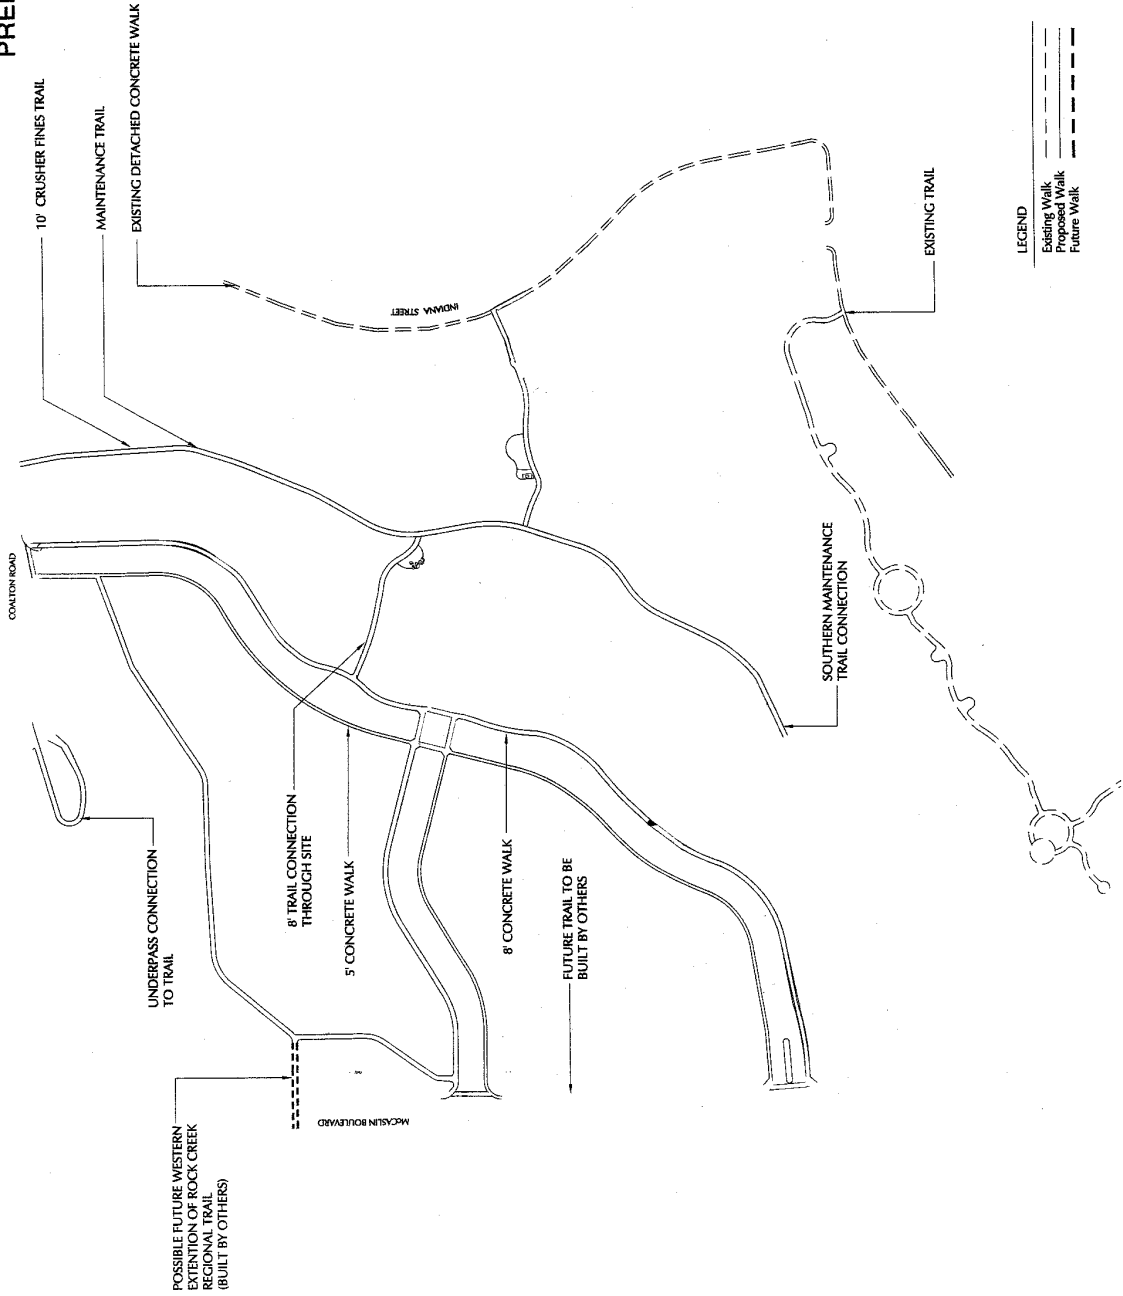 PREL
10' CRUSHER FINES TRAIL
MAINTENANCE TRAIL
EXISTING DETACHED CONCRETE WALK
COALTON ROAD
INDIANA STREET
EXISTING TRAIL
LEGEND
Existing Walk
Proposed Walk
Future Walk
SOUTHERN MAINTENANCE
TRAIL CONNECTION
UNDERPASS CONNECTION
TO TRAIL
8' TRAIL CONNECTION
THROUGH SITE
5' CONCRETE WALK
8' CONCRETE WALK
FUTURE TRAIL TO BE
BUILT BY OTHERS
McCASLIN BOULEVARD
POSSIBLE FUTURE WESTERN
EXTENTION OF ROCK CREEK
REGIONAL TRAIL
(BUILT BY OTHERS)